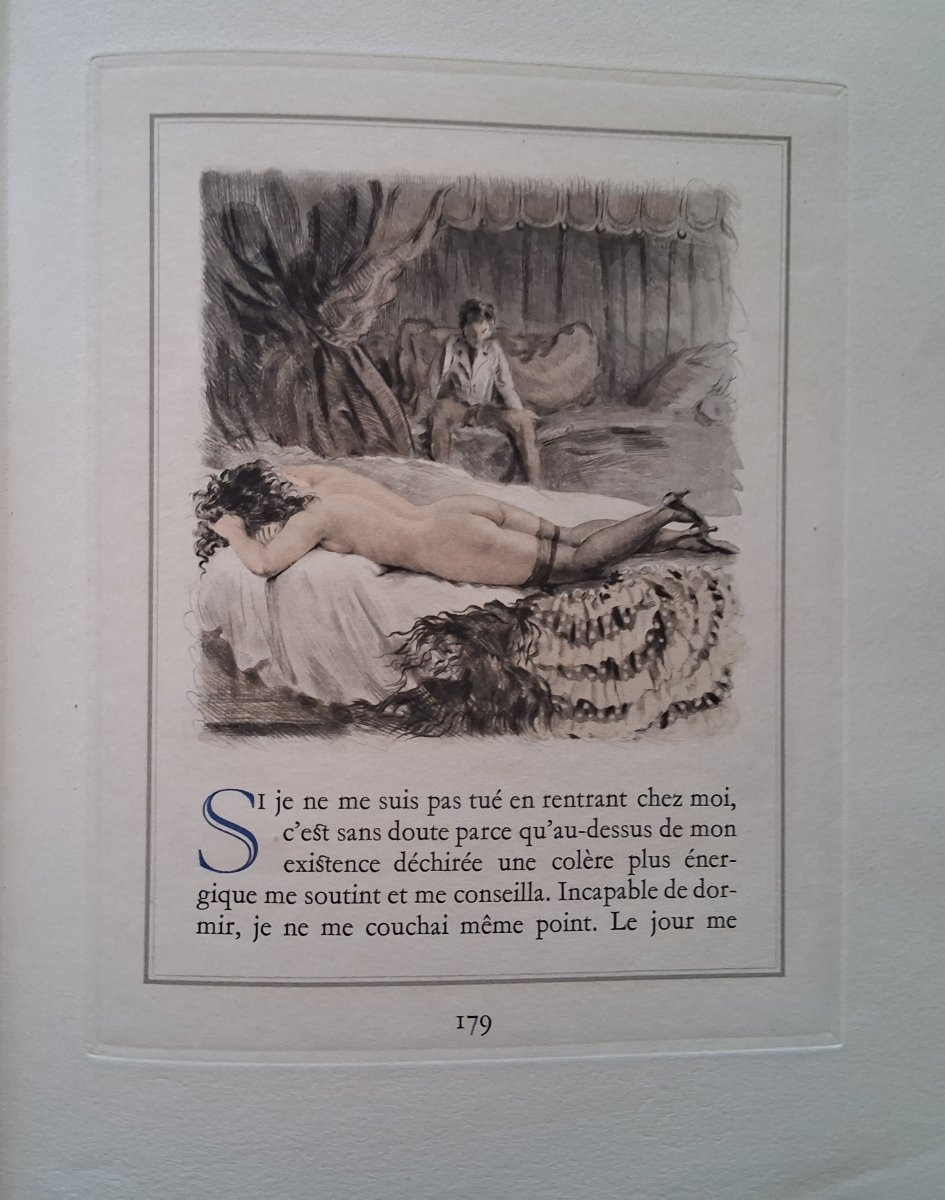 SI je ne me suis pas tué en rentrant chez moi,
c'est sans doute parce qu'au-dessus de mon
existence déchirée une colère plus éner-
gique me soutint et me conseilla. Incapable de dor-
mir, je ne me couchai même point. Le jour me
179